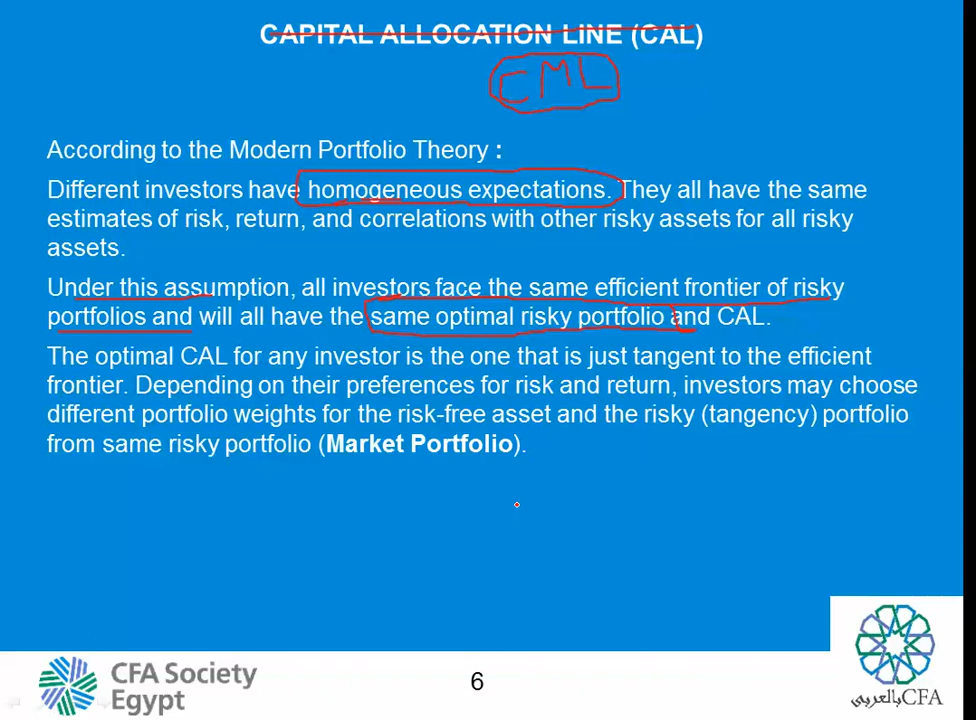 CAPITAL ALLOCATION LINE (CAL)
CML
According to the Modern Portfolio Theory :
Different investors have homogeneous expectations. They all have the same
estimates of risk, return, and correlations with other risky assets for all risky
assets.
Under this assumption, all investors face the same efficient frontier of risky
portfolios and will all have the same optimal risky portfolio and CAL.
The optimal CAL for any investor is the one that is just tangent to the efficient
frontier. Depending on their preferences for risk and return, investors may choose
different portfolio weights for the risk-free asset and the risky (tangency) portfolio
from same risky portfolio (Market Portfolio).
CFA Society
Egypt
6
CFA بالعربي